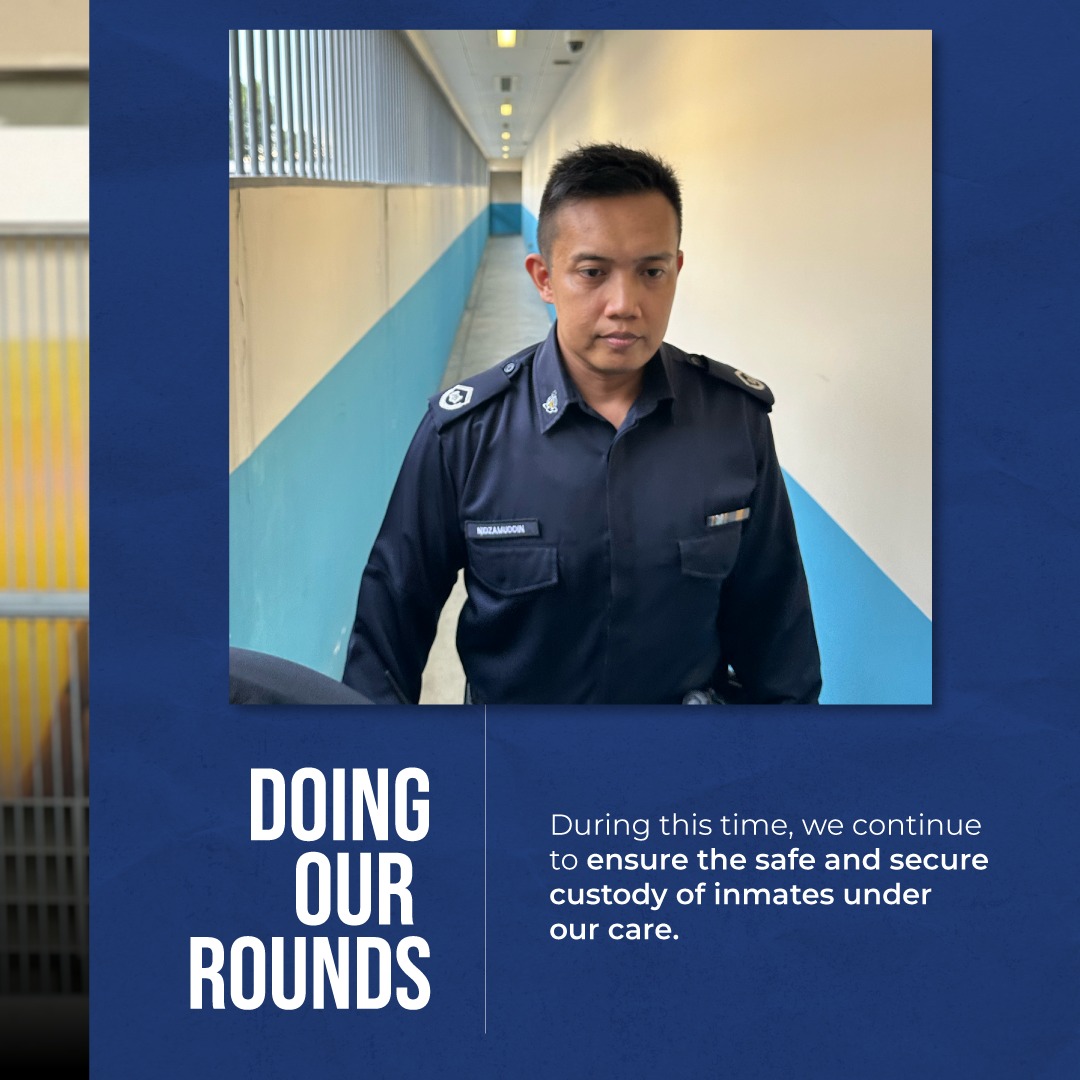 NIDZAMUDDIN
DOING
OUR
ROUNDS
During this time, we continue
to ensure the safe and secure
custody of inmates under
our care.